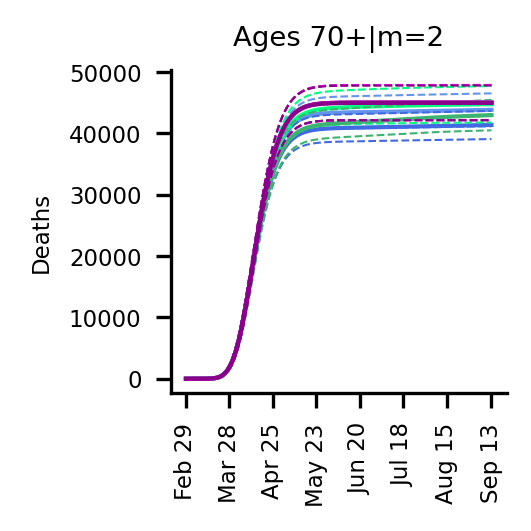 Ages 70+|m=2
Deaths
50000
40000
30000
20000
10000
0
Feb 29
Mar 28
Apr 25
May 23
Jun 20
Jul 18
Aug 15
Sep 13